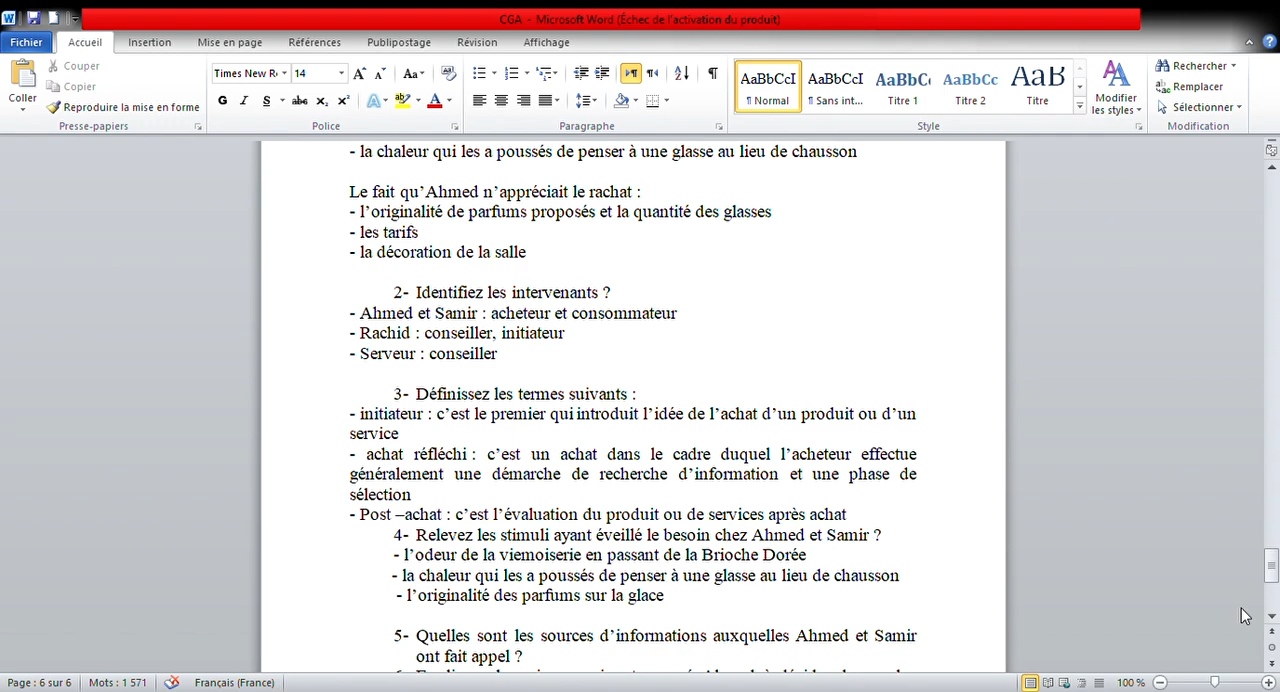 CGA - Microsoft Word (Échec de l'activation du produit)
Fichier Accueil Insertion Mise en page Références Publipostage Révision Affichage
Coller
Couper
Copier
Reproduire la mise en forme
Presse-papiers
Times New R 14
Police
Paragraphe
AaBbCcI AaBbCcI AaBbC AaBbCc AaB
¶ Normal ¶ Sans int... Titre 1 Titre 2 Titre
Style
Modifier les styles
Rechercher
Remplacer
Sélectionner
Modification
- la chaleur qui les a poussés de penser à une glasse au lieu de chausson
Le fait qu'Ahmed n'appréciait le rachat :
- l'originalité de parfums proposés et la quantité des glasses
- les tarifs
- la décoration de la salle
2- Identifiez les intervenants ?
- Ahmed et Samir : acheteur et consommateur
- Rachid : conseiller, initiateur
- Serveur : conseiller
3- Définissez les termes suivants :
- initiateur : c'est le premier qui introduit l'idée de l'achat d'un produit ou d'un
service
- achat réfléchi : c'est un achat dans le cadre duquel l'acheteur effectue
généralement une démarche de recherche d'information et une phase de
sélection
- Post –achat : c'est l'évaluation du produit ou de services après achat
4- Relevez les stimuli ayant éveillé le besoin chez Ahmed et Samir ?
- l'odeur de la viemoiserie en passant de la Brioche Dorée
- la chaleur qui les a poussés de penser à une glasse au lieu de chausson
- l'originalité des parfums sur la glace
5- Quelles sont les sources d'informations auxquelles Ahmed et Samir
ont fait appel ?
Page : 6 sur 6 Mots : 1 571 Français (France) 100 %